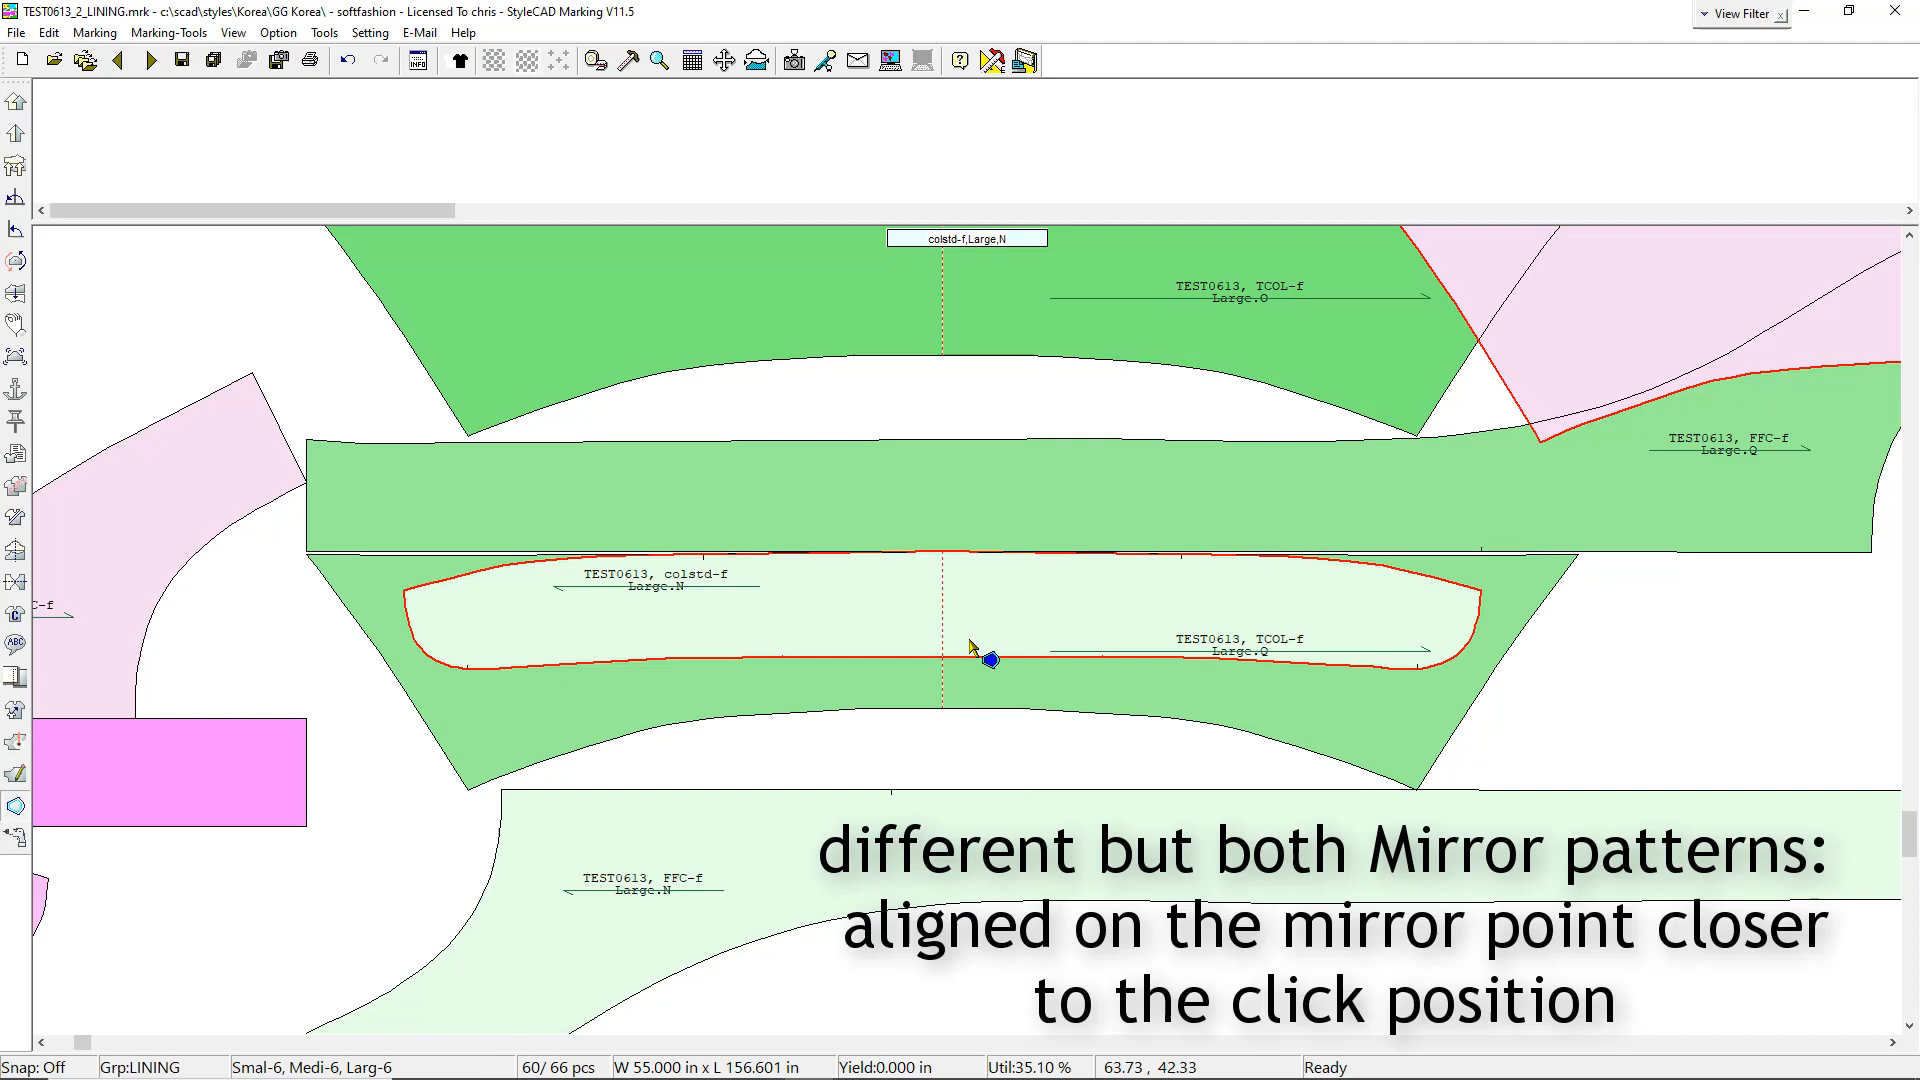 TEST0613_2_LINING.mrk - c:\scad\styles\Korea\GG Korea\ - softfashion - Licensed To chris - StyleCAD Marking V11.5
View Filter x
File Edit Marking Marking-Tools View Option Tools Setting E-Mail Help
INFO
colstd-f,Large,N
TEST0613, TCOL-f
Large.O
TEST0613, FFC-f
Large.Q
TEST0613, colstd-f
Large.N
C-f
TEST0613, TCOL-f
Large.Q
C
ABC
TEST0613, FFC-f
Large.N
different but both Mirror patterns:
aligned on the mirror point closer
to the click position
Snap: Off Grp:LINING Smal-6, Medi-6, Larg-6 60/ 66 pcs W 55.000 in x L 156.601 in Yield:0.000 in Util:35.10 % 63.73 , 42.33 Ready